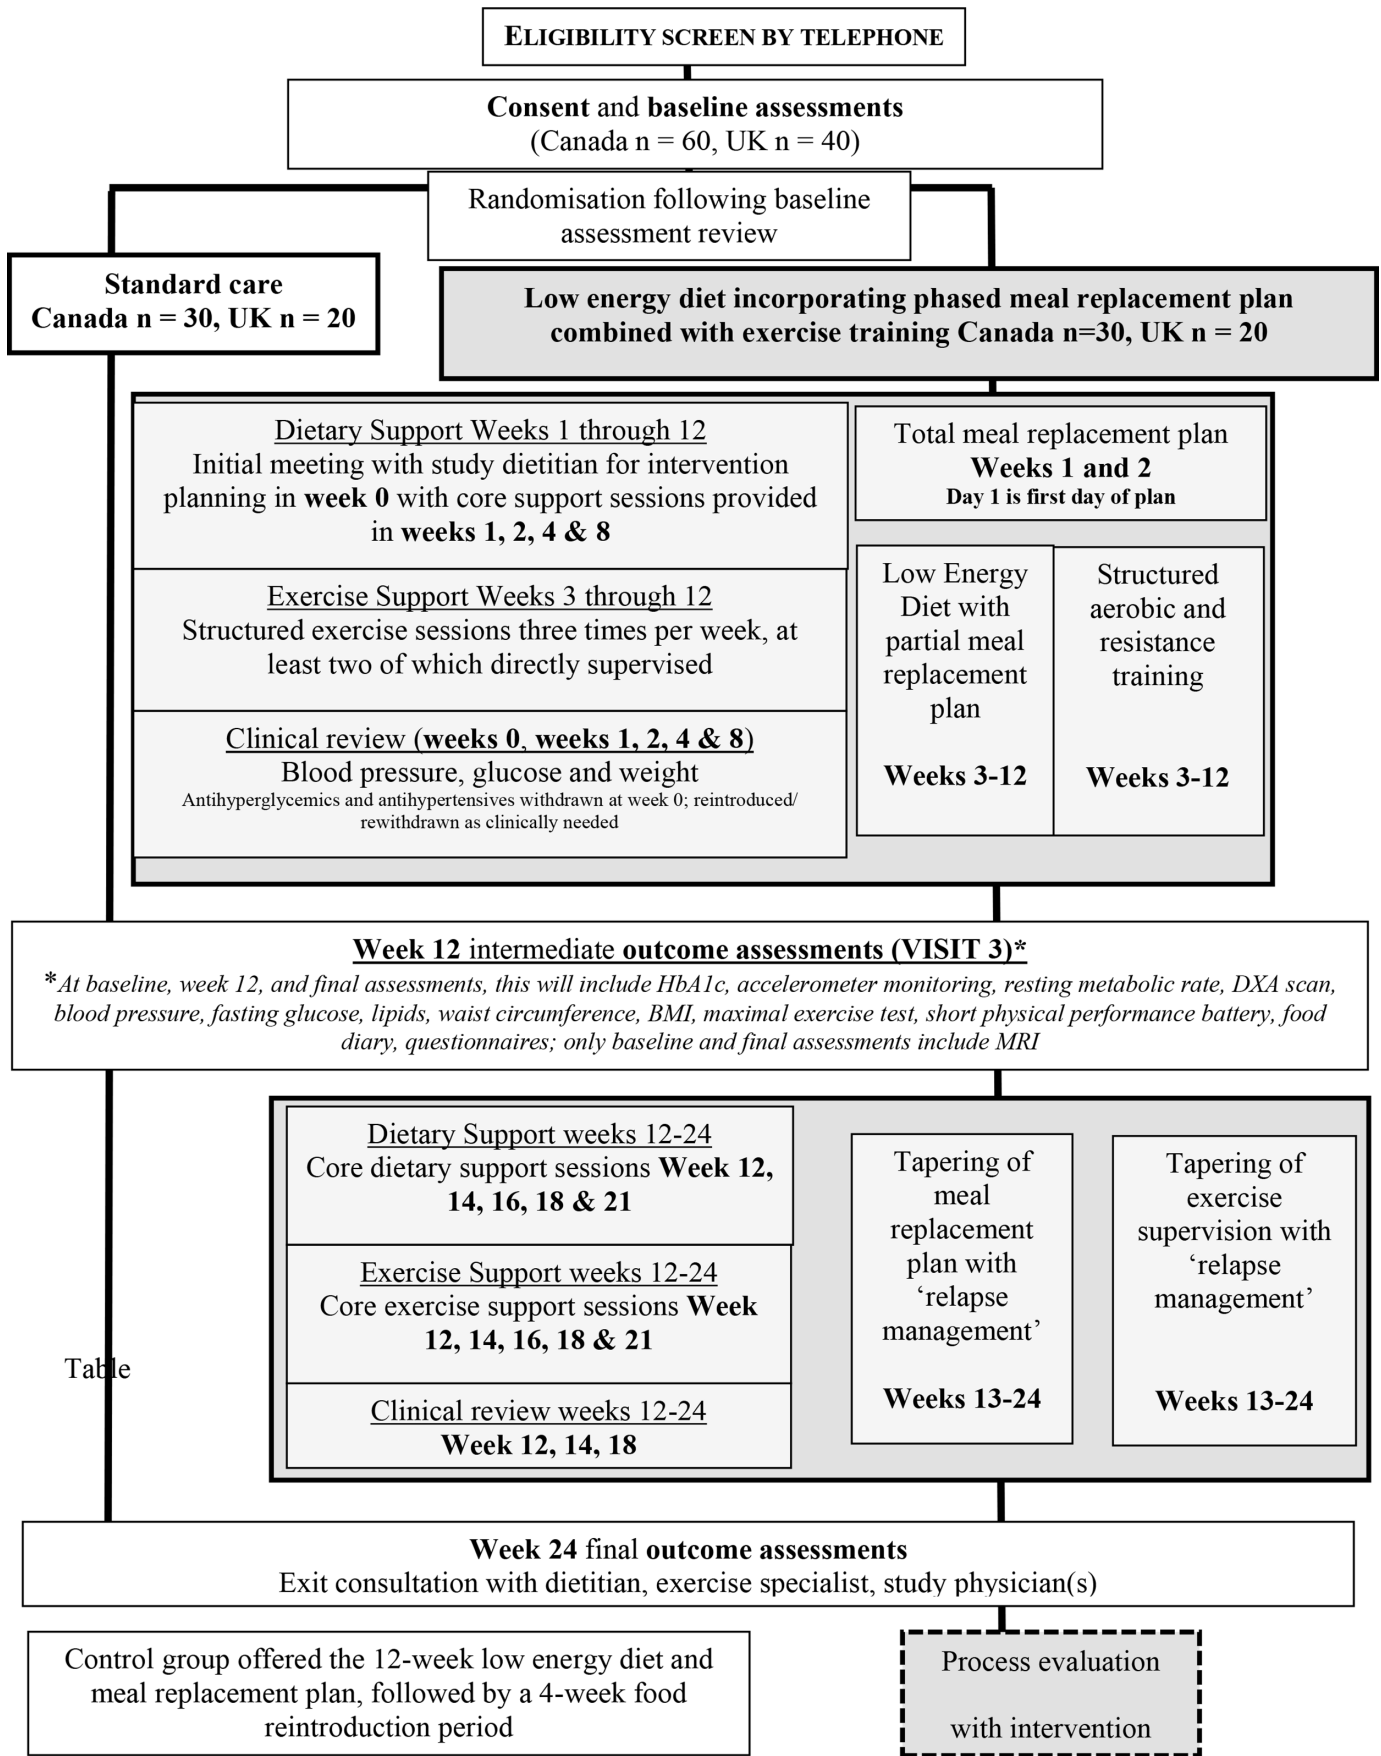 ELIGIBILITY SCREEN BY TELEPHONE
Consent and baseline assessments
(Canada n = 60, UK n = 40)
Randomisation following baseline
assessment review
Standard care
Canada n = 30, UK n = 20
Low energy diet incorporating phased meal replacement plan
combined with exercise training Canada n=30, UK n = 20
Dietary Support Weeks 1 through 12
Initial meeting with study dietitian for intervention
planning in week 0 with core support sessions provided
in weeks 1, 2, 4 & 8
Exercise Support Weeks 3 through 12
Structured exercise sessions three times per week, at
least two of which directly supervised
Clinical review (weeks 0, weeks 1, 2, 4 & 8)
Blood pressure, glucose and weight
Antihyperglycemics and antihypertensives withdrawn at week 0; reintroduced/
rewithdrawn as clinically needed
Total meal replacement plan
Weeks 1 and 2
Day 1 is first day of plan
Low Energy
Diet with
partial meal
replacement
plan
Weeks 3-12
Structured
aerobic and
resistance
training
Weeks 3-12
Week 12 intermediate outcome assessments (VISIT 3)*
*At baseline, week 12, and final assessments, this will include HbA1c, accelerometer monitoring, resting metabolic rate, DXA scan,
blood pressure, fasting glucose, lipids, waist circumference, BMI, maximal exercise test, short physical performance battery, food
diary, questionnaires; only baseline and final assessments include MRI
Dietary Support weeks 12-24
Core dietary support sessions Week 12,
14, 16, 18 & 21
Exercise Support weeks 12-24
Core exercise support sessions Week
12, 14, 16, 18 & 21
Clinical review weeks 12-24
Week 12, 14, 18
Tapering of
meal
replacement
plan with
‘relapse
management’
Weeks 13-24
Tapering of
exercise
supervision with
‘relapse
management’
Weeks 13-24
Table
Week 24 final outcome assessments
Exit consultation with dietitian, exercise specialist, study physician(s)
Control group offered the 12-week low energy diet and
meal replacement plan, followed by a 4-week food
reintroduction period
Process evaluation
with intervention